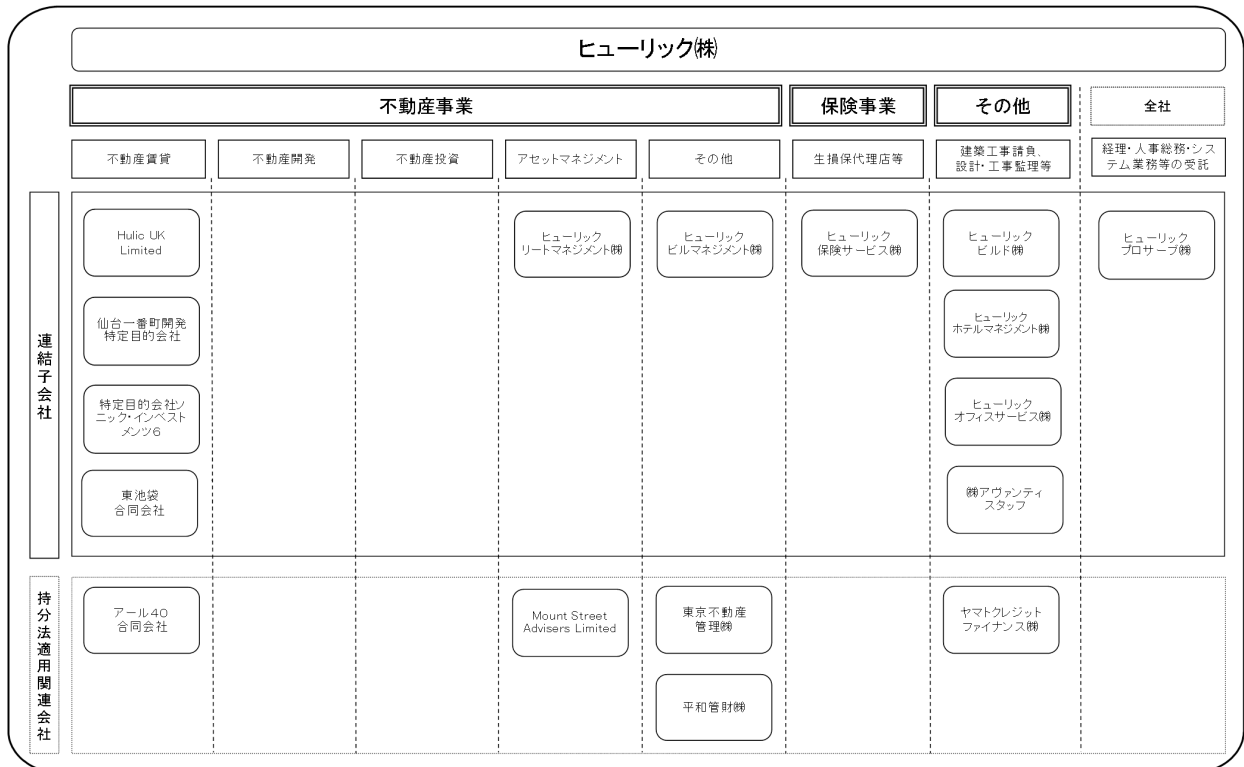 ヒューリック㈱
不動産事業
保険事業
その他
全社
不動産賃貸
不動産開発
不動産投資
アセットマネジメント
その他
生損保代理店等
建築工事請負、
設計・工事監理等
経理・人事総務・シス
テム業務等の受託
連結子会社
Hulic UK
Limited
ヒューリック
リートマネジメント㈱
ヒューリック
ビルマネジメント㈱
ヒューリック
保険サービス㈱
ヒューリック
ビルド㈱
ヒューリック
プロサーブ㈱
仙台一番町開発
特定目的会社
ヒューリック
ホテルマネジメント㈱
特定目的会社ソ
ニック・インベスト
メンツ6
ヒューリック
オフィスサービス㈱
東池袋
合同会社
㈱アヴァンティ
スタッフ
持分法適用関連会社
アール40
合同会社
Mount Street
Advisers Limited
東京不動産
管理㈱
ヤマトクレジット
ファイナンス㈱
平和管財㈱